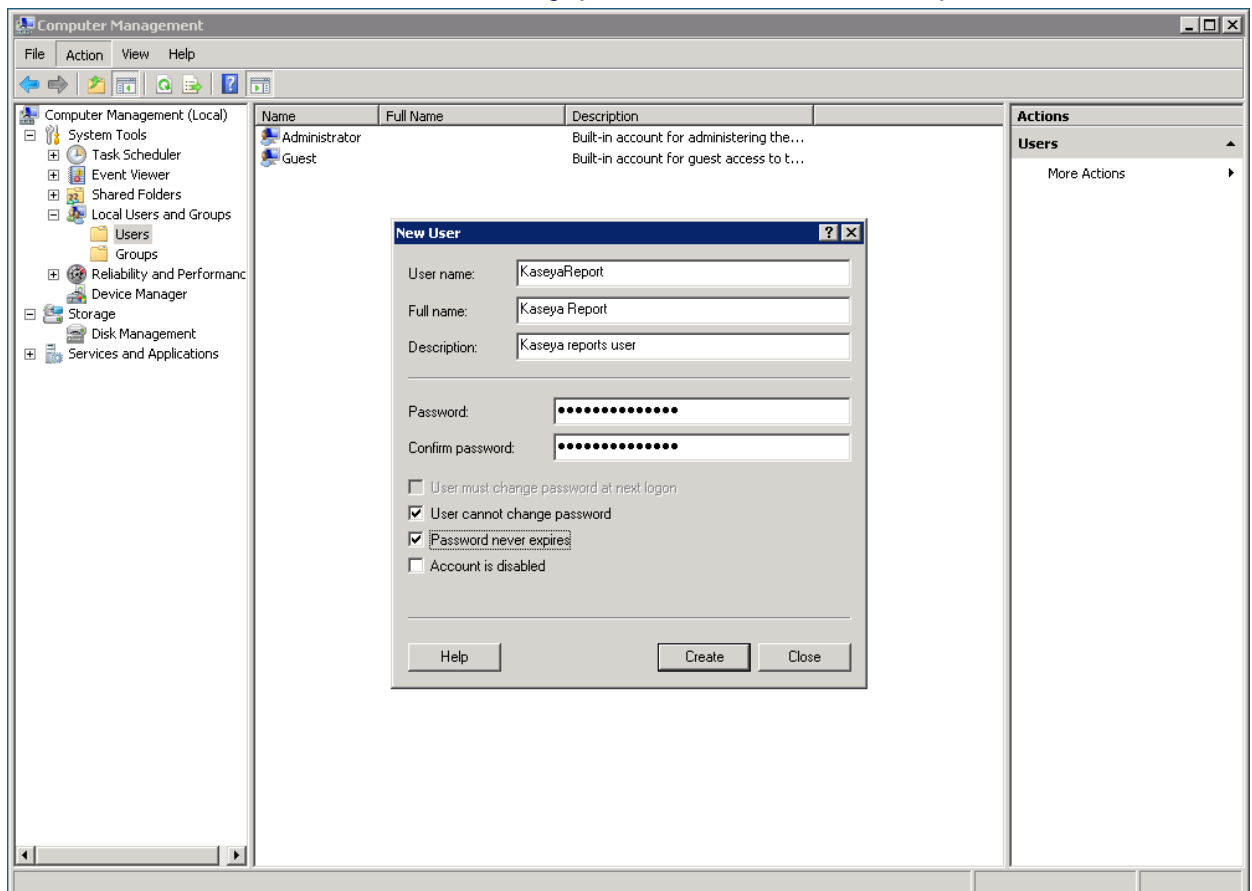 Computer Management
File Action View Help
Computer Management (Local)
System Tools
Task Scheduler
Event Viewer
Shared Folders
Local Users and Groups
Users
Groups
Reliability and Performanc
Device Manager
Storage
Disk Management
Services and Applications
Name Full Name Description
Administrator Built-in account for administering the...
Guest Built-in account for guest access to t...
Actions
Users
More Actions
New User
User name: KaseyaReport
Full name: Kaseya Report
Description: Kaseya reports user
Password: ●●●●●●●●●●●●●●
Confirm password: ●●●●●●●●●●●●●●
User must change password at next logon
User cannot change password
Password never expires
Account is disabled
Help Create Close